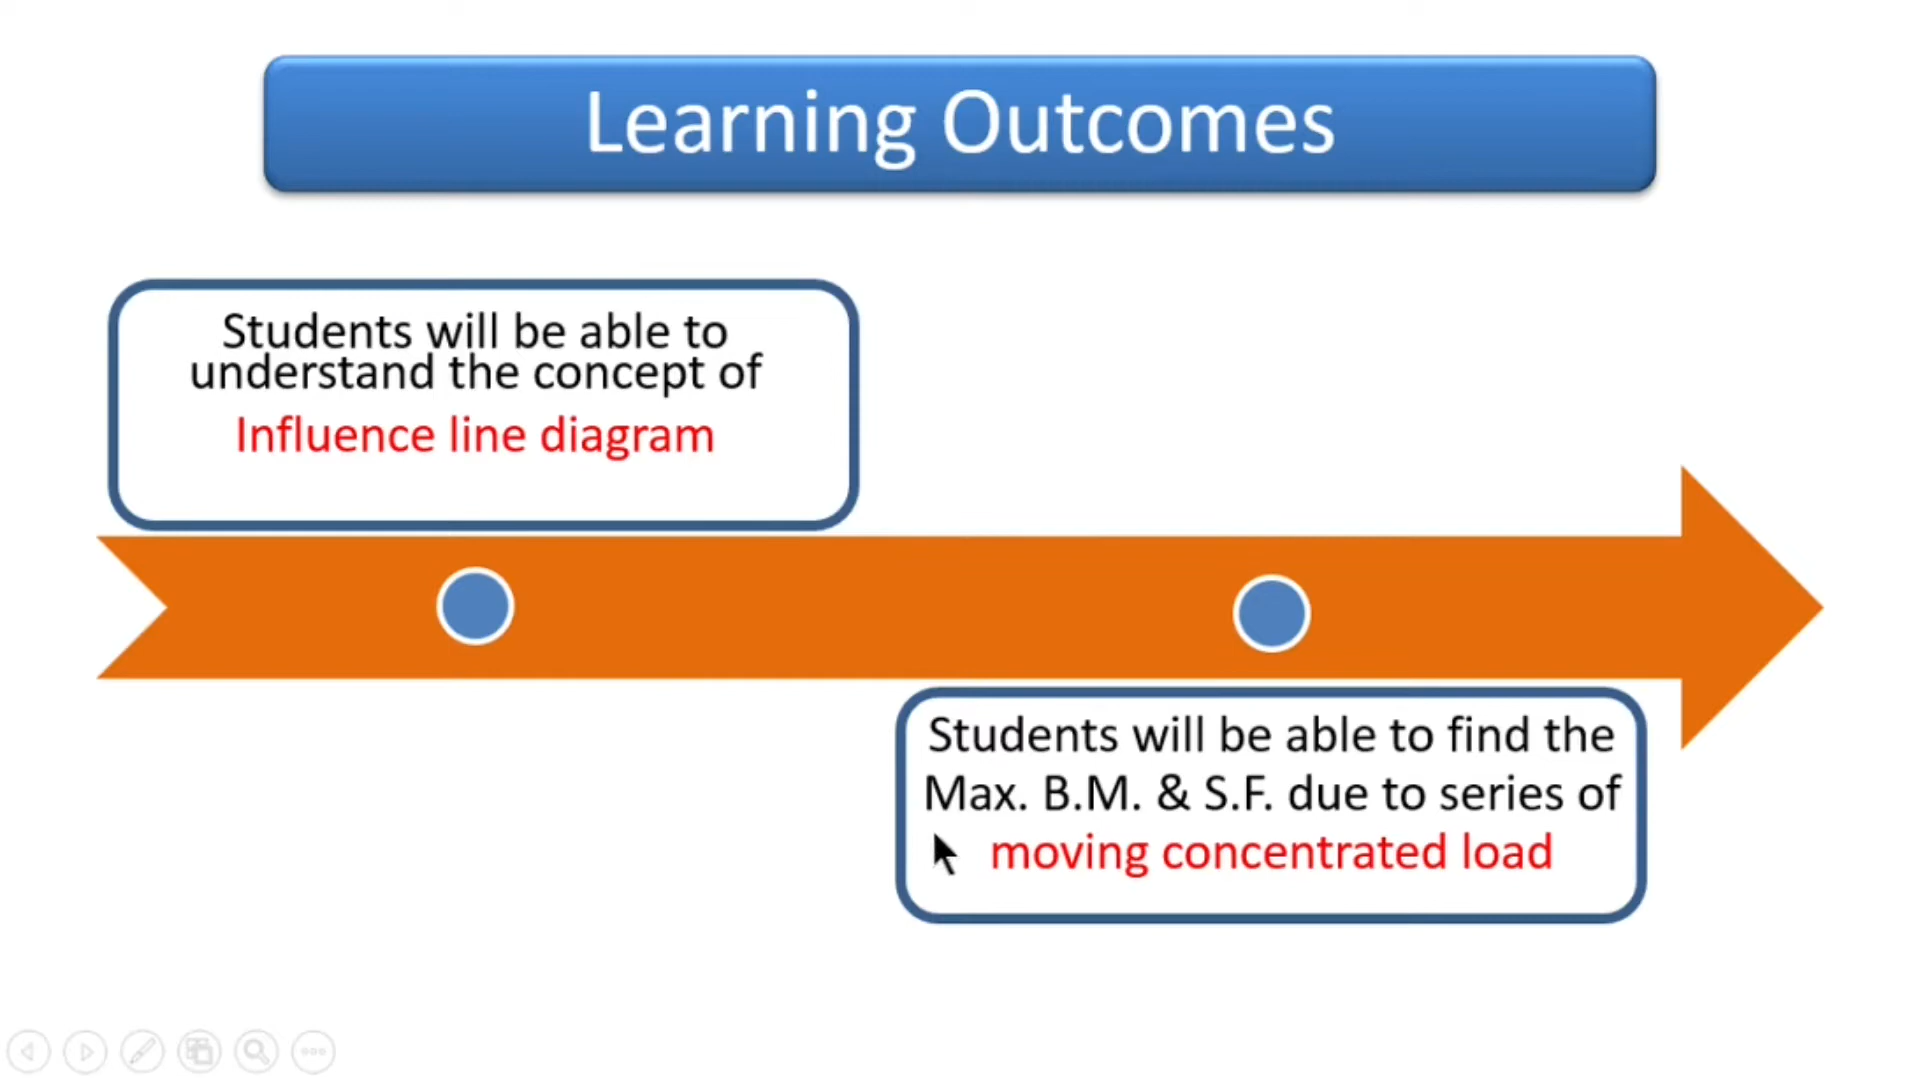 Learning Outcomes
Students will be able to
understand the concept of
Influence line diagram
Students will be able to find the
Max. B.M. & S.F. due to series of
moving concentrated load